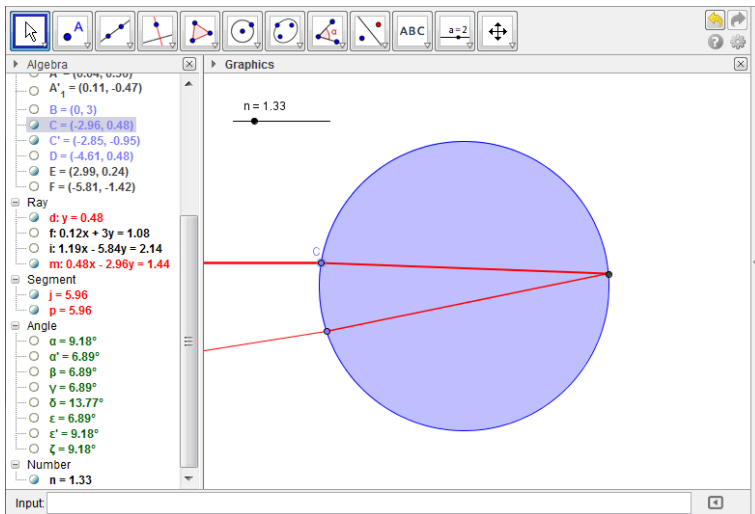 ABC
a=2
Algebra
Graphics
A'₁ = (0.11, -0.47)
B = (0, 3)
C = (-2.96, 0.48)
C' = (-2.85, -0.95)
D = (-4.61, 0.48)
E = (2.99, 0.24)
F = (-5.81, -1.42)
Ray
d: y = 0.48
f: 0.12x + 3y = 1.08
i: 1.19x - 5.84y = 2.14
m: 0.48x - 2.96y = 1.44
Segment
j = 5.96
p = 5.96
Angle
α = 9.18°
α' = 6.89°
β = 6.89°
γ = 6.89°
δ = 13.77°
ε = 6.89°
ε' = 9.18°
ζ = 9.18°
Number
n = 1.33
n = 1.33
C
Input: